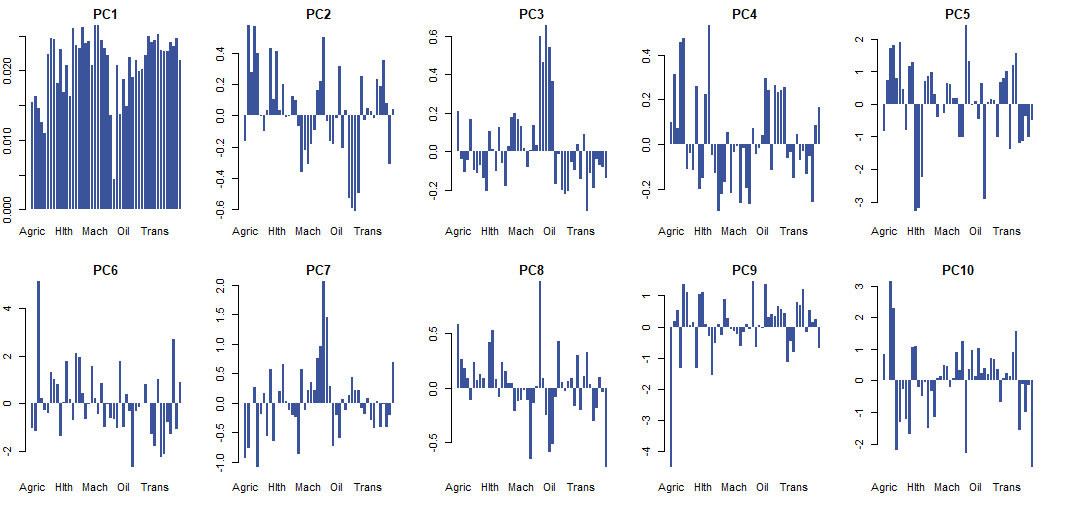 PC1
0.000 0.010 0.020
Agric Hlth Mach Oil Trans
PC2
-0.6 -0.4 -0.2 0.0 0.2 0.4
Agric Hlth Mach Oil Trans
PC3
-0.2 0.0 0.2 0.4 0.6
Agric Hlth Mach Oil Trans
PC4
-0.2 0.0 0.2 0.4
Agric Hlth Mach Oil Trans
PC5
-3 -2 -1 0 1 2
Agric Hlth Mach Oil Trans
PC6
-2 0 2 4
Agric Hlth Mach Oil Trans
PC7
-1.0 -0.5 0.0 0.5 1.0 1.5 2.0
Agric Hlth Mach Oil Trans
PC8
-0.5 0.0 0.5
Agric Hlth Mach Oil Trans
PC9
-4 -3 -2 -1 0 1
Agric Hlth Mach Oil Trans
PC10
-2 -1 0 1 2 3
Agric Hlth Mach Oil Trans